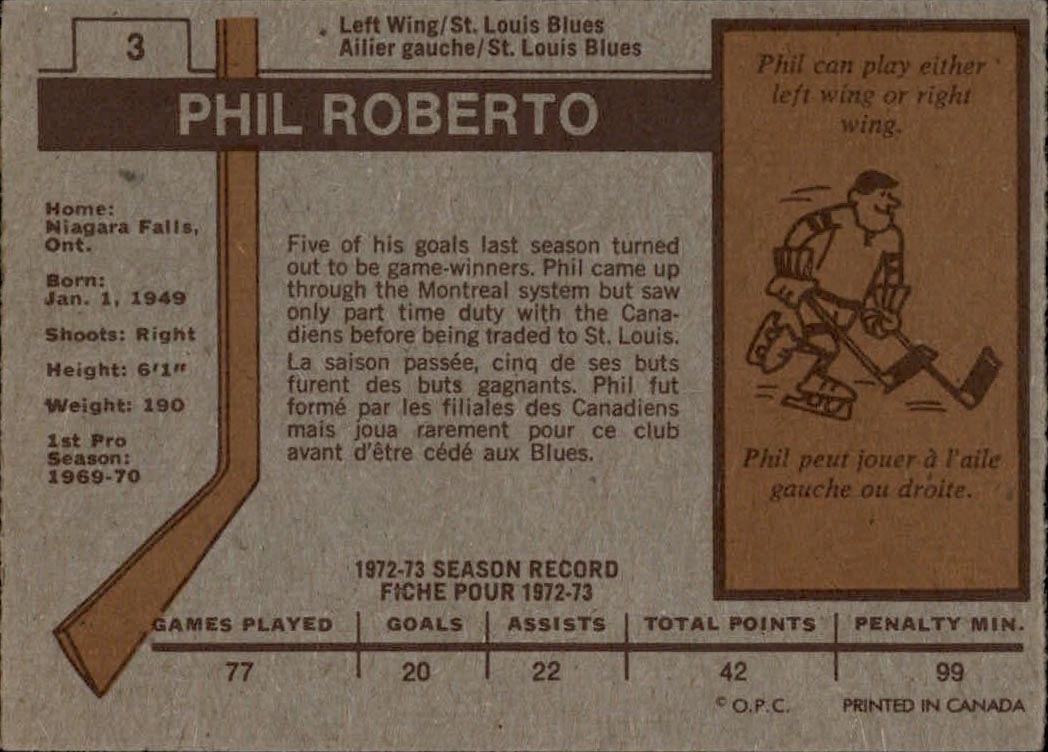 3
Left Wing/St. Louis Blues
Ailier gauche/St. Louis Blues
PHIL ROBERTO
Home:
Niagara Falls,
Ont.
Born:
Jan. 1, 1949
Shoots: Right
Height: 6'1"
Weight: 190
1st Pro
Season:
1969-70
Five of his goals last season turned
out to be game-winners. Phil came up
through the Montreal system but saw
only part time duty with the Cana-
diens before being traded to St. Louis.
La saison passée, cinq de ses buts
furent des buts gagnants. Phil fut
formé par les filiales des Canadiens
mais joua rarement pour ce club
avant d'être cédé aux Blues.
Phil can play either
left wing or right
wing.
Phil peut jouer à l'aile
gauche ou droite.
1972-73 SEASON RECORD
FICHE POUR 1972-73
GAMES PLAYED GOALS ASSISTS TOTAL POINTS PENALTY MIN.
77 20 22 42 99
© O.P.C. PRINTED IN CANADA